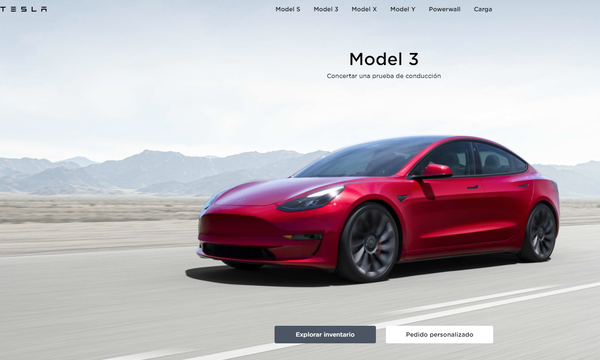 TESLA
Model S Model 3 Model X Model Y Powerwall Carga
Model 3
Concertar una prueba de conducción
Explorar inventario Pedido personalizado